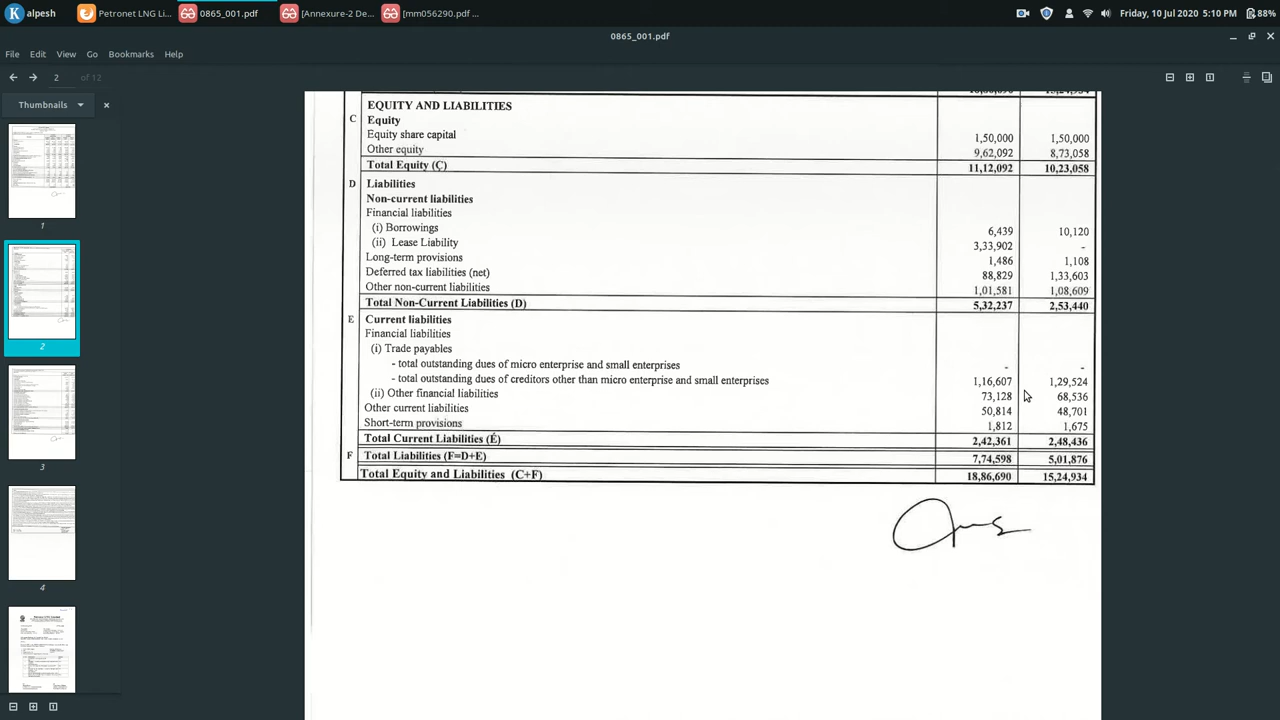 alpesh
Petronet LNG Li...
0865_001.pdf
[Annexure-2 De...
[mm056290.pdf ...
Friday, 10 Jul 2020 5:10 PM
88%
0865_001.pdf
File Edit View Go Bookmarks Help
2 of 12
Thumbnails
1
2
3
4
EQUITY AND LIABILITIES
C Equity
Equity share capital 1,50,000 1,50,000
Other equity 9,62,092 8,73,058
Total Equity (C) 11,12,092 10,23,058
D Liabilities
Non-current liabilities
Financial liabilities
(i) Borrowings 6,439 10,120
(ii) Lease Liability 3,33,902 -
Long-term provisions 1,486 1,108
Deferred tax liabilities (net) 88,829 1,33,603
Other non-current liabilities 1,01,581 1,08,609
Total Non-Current Liabilities (D) 5,32,237 2,53,440
E Current liabilities
Financial liabilities
(i) Trade payables
- total outstanding dues of micro enterprise and small enterprises - -
- total outstanding dues of creditors other than micro enterprise and small enterprises 1,16,607 1,29,524
(ii) Other financial liabilities 73,128 68,536
Other current liabilities 50,814 48,701
Short-term provisions 1,812 1,675
Total Current Liabilities (E) 2,42,361 2,48,436
F Total Liabilities (F=D+E) 7,74,598 5,01,876
Total Equity and Liabilities (C+F) 18,86,690 15,24,934